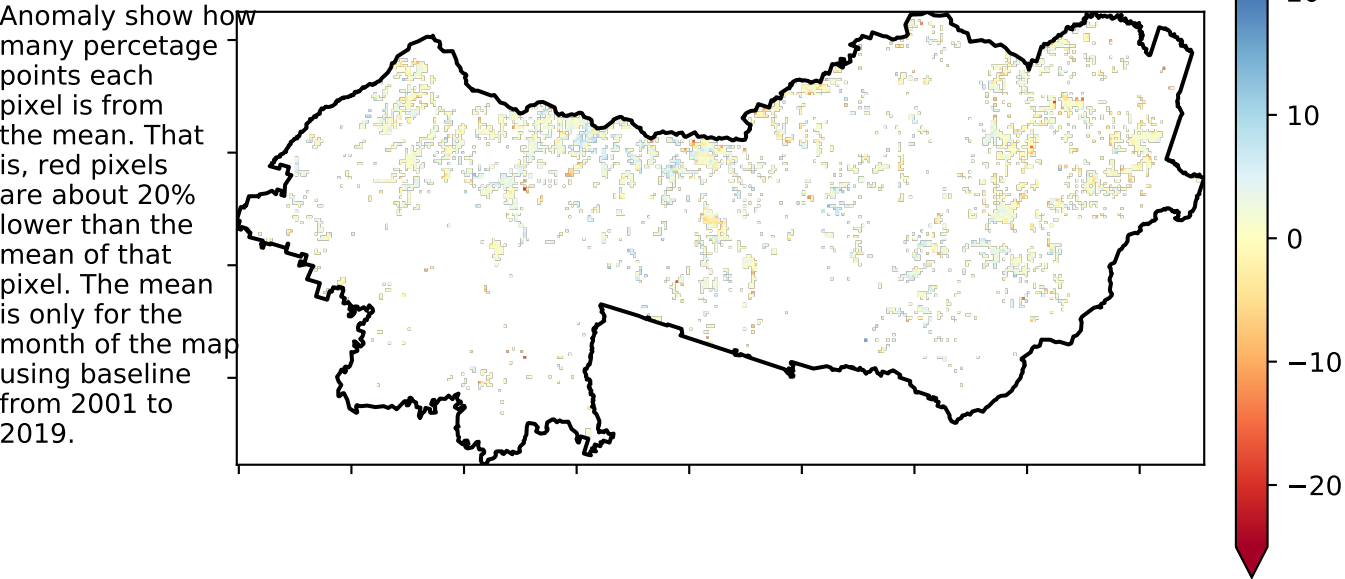 Anomaly show how
many percetage
points each
pixel is from
the mean. That
is, red pixels
are about 20%
lower than the
mean of that
pixel. The mean
is only for the
month of the map
using baseline
from 2001 to
2019.
10
0
−10
−20